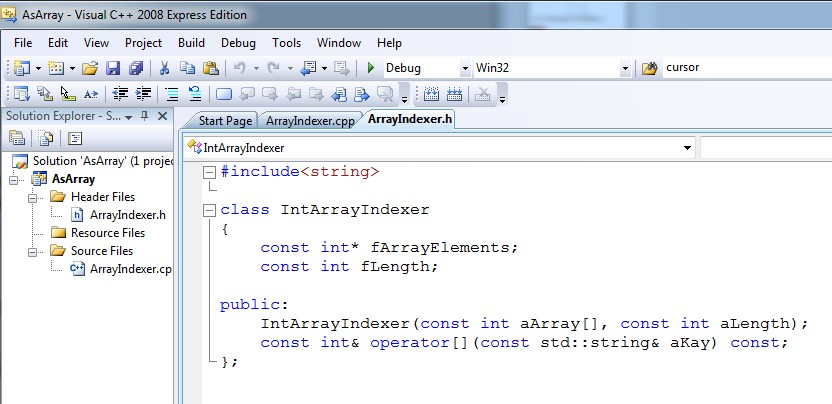 AsArray - Visual C++ 2008 Express Edition
File Edit View Project Build Debug Tools Window Help
Debug Win32 cursor
Solution Explorer - S...
Start Page ArrayIndexer.cpp ArrayIndexer.h
IntArrayIndexer
Solution 'AsArray' (1 projec
AsArray
Header Files
ArrayIndexer.h
Resource Files
Source Files
ArrayIndexer.cp
#include<string>
class IntArrayIndexer
{
const int* fArrayElements;
const int fLength;
public:
IntArrayIndexer(const int aArray[], const int aLength);
const int& operator[](const std::string& aKay) const;
};